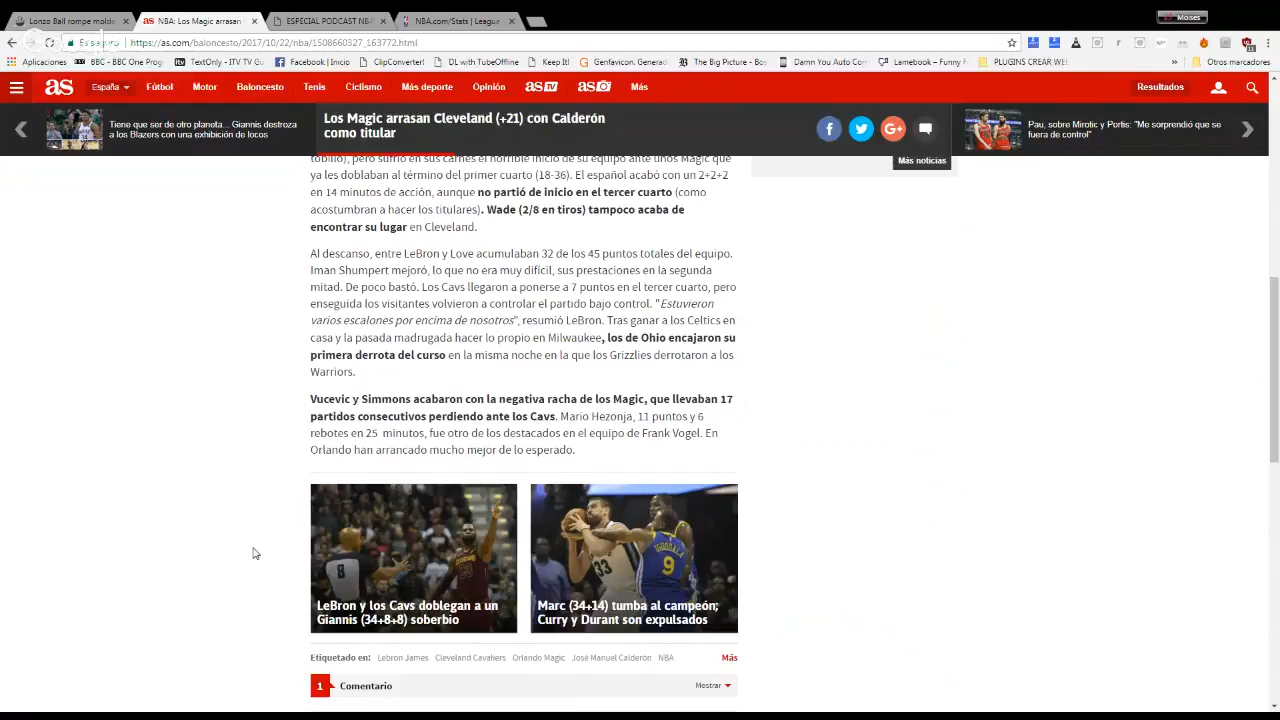 Lonzo Ball rompe molde
NBA: Los Magic arrasan
ESPECIAL PODCAST NB
NBA.com/Stats | League
Moises
Es seguro
https://as.com/baloncesto/2017/10/22/nba/1508660327_163772.html
Aplicaciones
BBC - BBC One Prog
TextOnly - ITV TV Gu
Facebook | Inicio
ClipConverter!
DL with TubeOffline
Keep It!
Genfavicon. Generad
The Big Picture - Bos
Damn You Auto Com
Lamebook – Funny F
PLUGINS CREAR WEB
»
Otros marcadores
as
España
Fútbol
Motor
Baloncesto
Tenis
Ciclismo
Más deporte
Opinión
as TV
as
Más
Resultados
Tiene que ser de otro planeta... Giannis destroza
a los Blazers con una exhibición de locos
Los Magic arrasan Cleveland (+21) con Calderón
como titular
Pau, sobre Mirotic y Portis: "Me sorprendió que se
fuera de control"
Más noticias
tobillo), pero sufrió en sus carnes el horrible inicio de su equipo ante unos Magic que
ya les doblaban al término del primer cuarto (18-36). El español acabó con un 2+2+2
en 14 minutos de acción, aunque no partió de inicio en el tercer cuarto (como
acostumbran a hacer los titulares). Wade (2/8 en tiros) tampoco acaba de
encontrar su lugar en Cleveland.
Al descanso, entre LeBron y Love acumulaban 32 de los 45 puntos totales del equipo.
Iman Shumpert mejoró, lo que no era muy difícil, sus prestaciones en la segunda
mitad. De poco bastó. Los Cavs llegaron a ponerse a 7 puntos en el tercer cuarto, pero
enseguida los visitantes volvieron a controlar el partido bajo control. "Estuvieron
varios escalones por encima de nosotros", resumió LeBron. Tras ganar a los Celtics en
casa y la pasada madrugada hacer lo propio en Milwaukee, los de Ohio encajaron su
primera derrota del curso en la misma noche en la que los Grizzlies derrotaron a los
Warriors.
Vucevic y Simmons acabaron con la negativa racha de los Magic, que llevaban 17
partidos consecutivos perdiendo ante los Cavs. Mario Hezonja, 11 puntos y 6
rebotes en 25 minutos, fue otro de los destacados en el equipo de Frank Vogel. En
Orlando han arrancado mucho mejor de lo esperado.
8
LeBron y los Cavs doblegan a un
Giannis (34+8+8) soberbio
33
IGUODALA
9
Marc (34+14) tumba al campeón;
Curry y Durant son expulsados
Etiquetado en: Lebron James Cleveland Cavaliers Orlando Magic José Manuel Calderón NBA
Más
1 Comentario
Mostrar